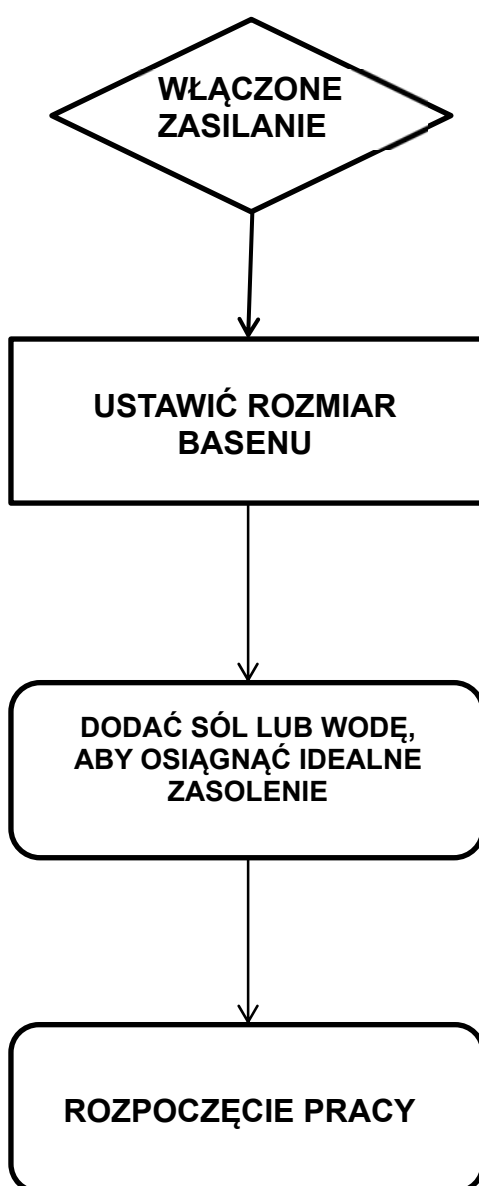 WŁĄCZONE
ZASILANIE
USTAWIĆ ROZMIAR
BASENU
DODAĆ SÓL LUB WODĘ,
ABY OSIĄGNĄĆ IDEALNE
ZASOLENIE
ROZPOCZĘCIE PRACY